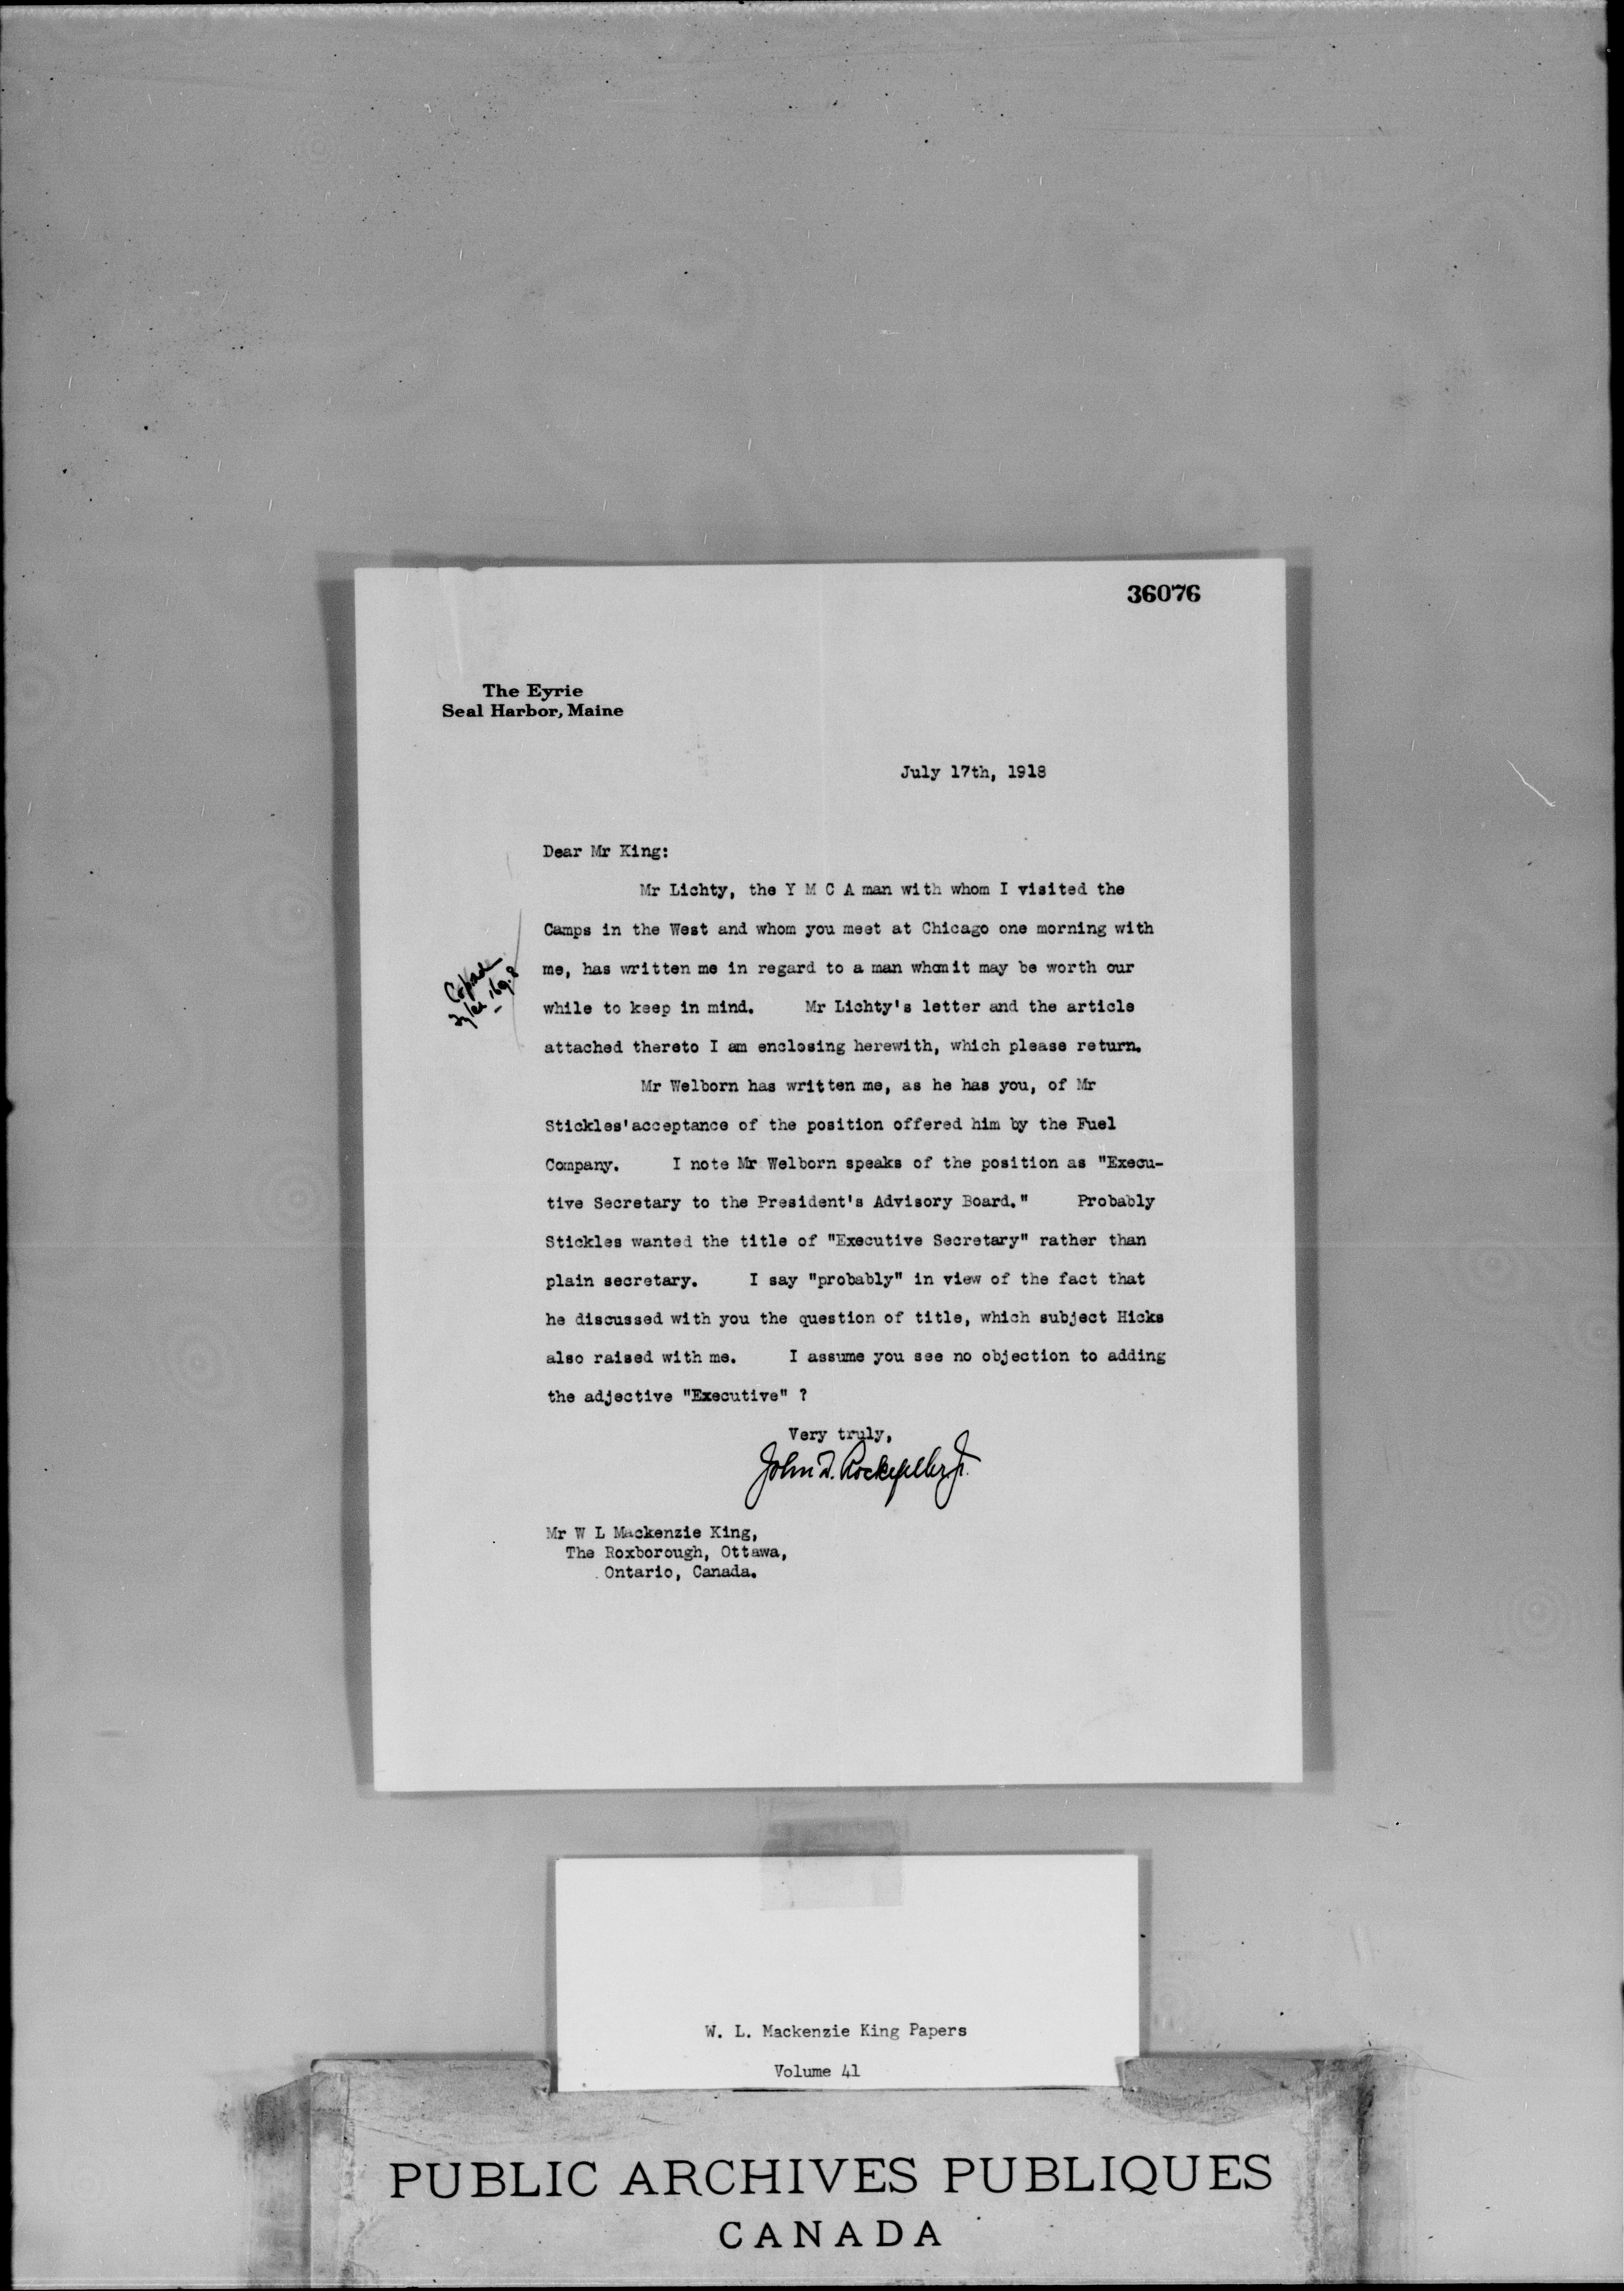 36076
The Eyrie
Seal Harbor, Maine
July 17th, 1918
Dear Mr King:
Mr Lichty, the Y M C A man with whom I visited the
Camps in the West and whom you meet at Chicago one morning with
me, has written me in regard to a man whom it may be worth our
while to keep in mind. Mr Lichty's letter and the article
attached thereto I am enclosing herewith, which please return.
Mr Welborn has written me, as he has you, of Mr
Stickles' acceptance of the position offered him by the Fuel
Company. I note Mr Welborn speaks of the position as "Execu-
tive Secretary to the President's Advisory Board." Probably
Stickles wanted the title of "Executive Secretary" rather than
plain secretary. I say "probably" in view of the fact that
he discussed with you the question of title, which subject Hicks
also raised with me. I assume you see no objection to adding
the adjective "Executive" ?
Very truly,
John D. Rockefeller Jr.
Mr W L Mackenzie King,
The Roxborough, Ottawa,
Ontario, Canada.
W. L. Mackenzie King Papers
Volume 41
PUBLIC ARCHIVES PUBLIQUES
CANADA